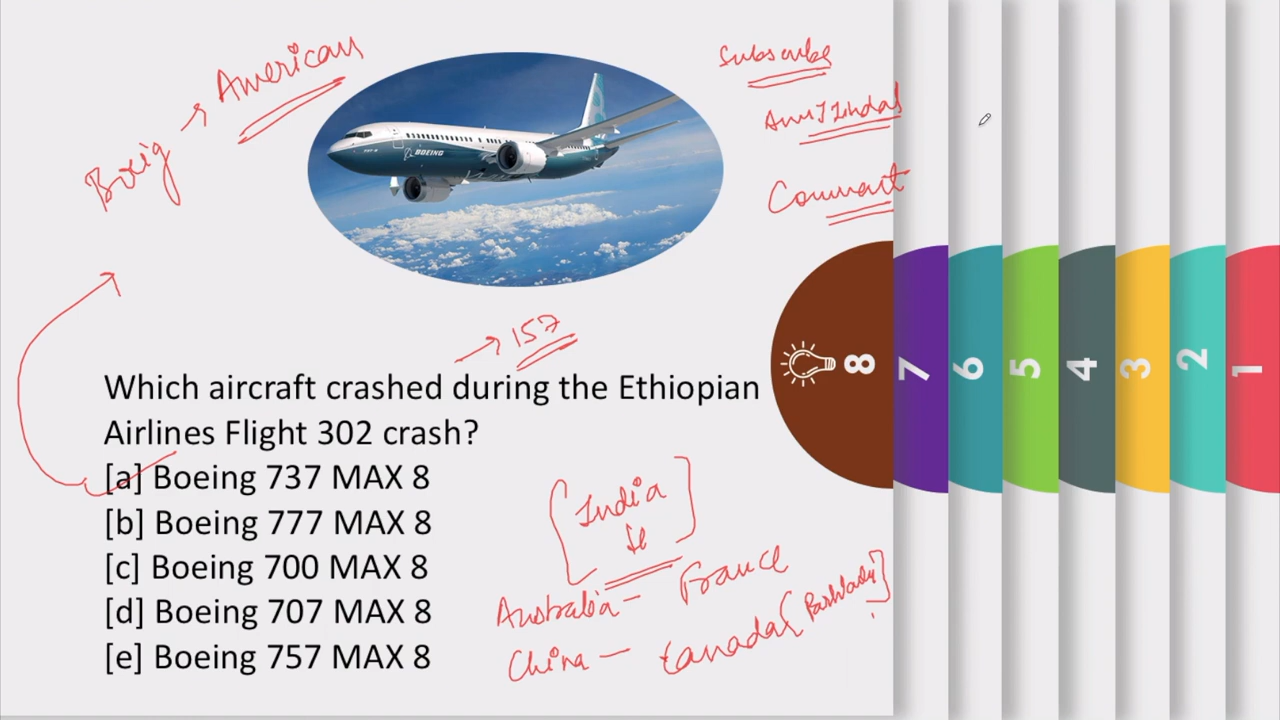 Boeig → American
BOEING
Subscribe
Comment
→ 157
Which aircraft crashed during the Ethiopian
Airlines Flight 302 crash?
[a] Boeing 737 MAX 8
[b] Boeing 777 MAX 8
[c] Boeing 700 MAX 8
[d] Boeing 707 MAX 8
[e] Boeing 757 MAX 8
[India
se]
Australia – France
China – Canada
8
7
6
5
4
3
2
1